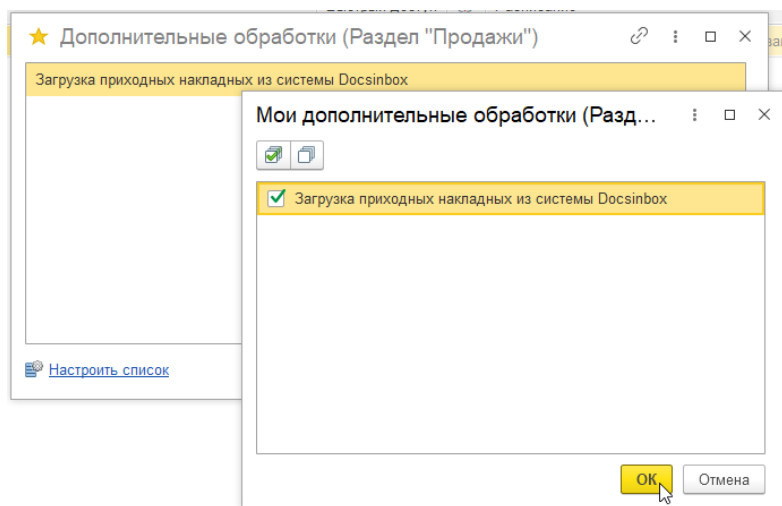 Дополнительные обработки (Раздел "Продажи")
Загрузка приходных накладных из системы Docsinbox
Мои дополнительные обработки (Разд...
Загрузка приходных накладных из системы Docsinbox
Настроить список
ОК
Отмена